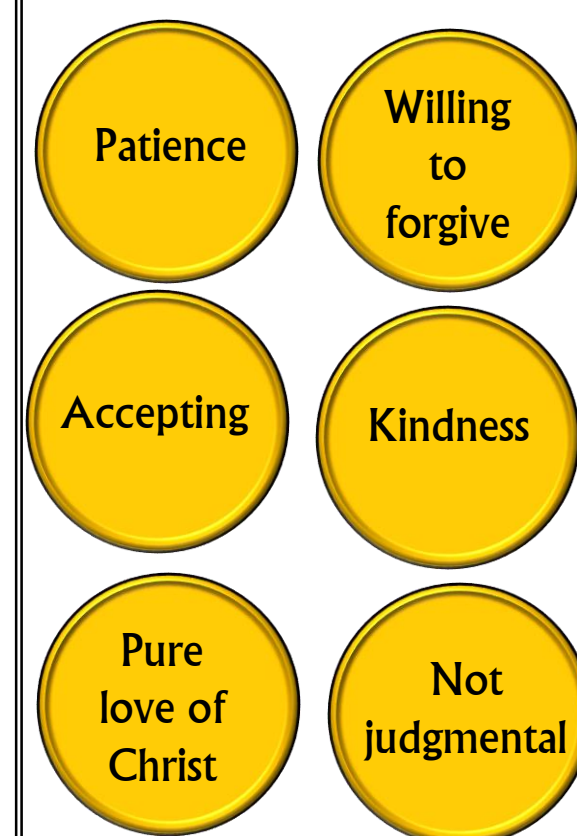 Patience
Willing
to
forgive
Accepting
Kindness
Pure
love of
Christ
Not
judgmental